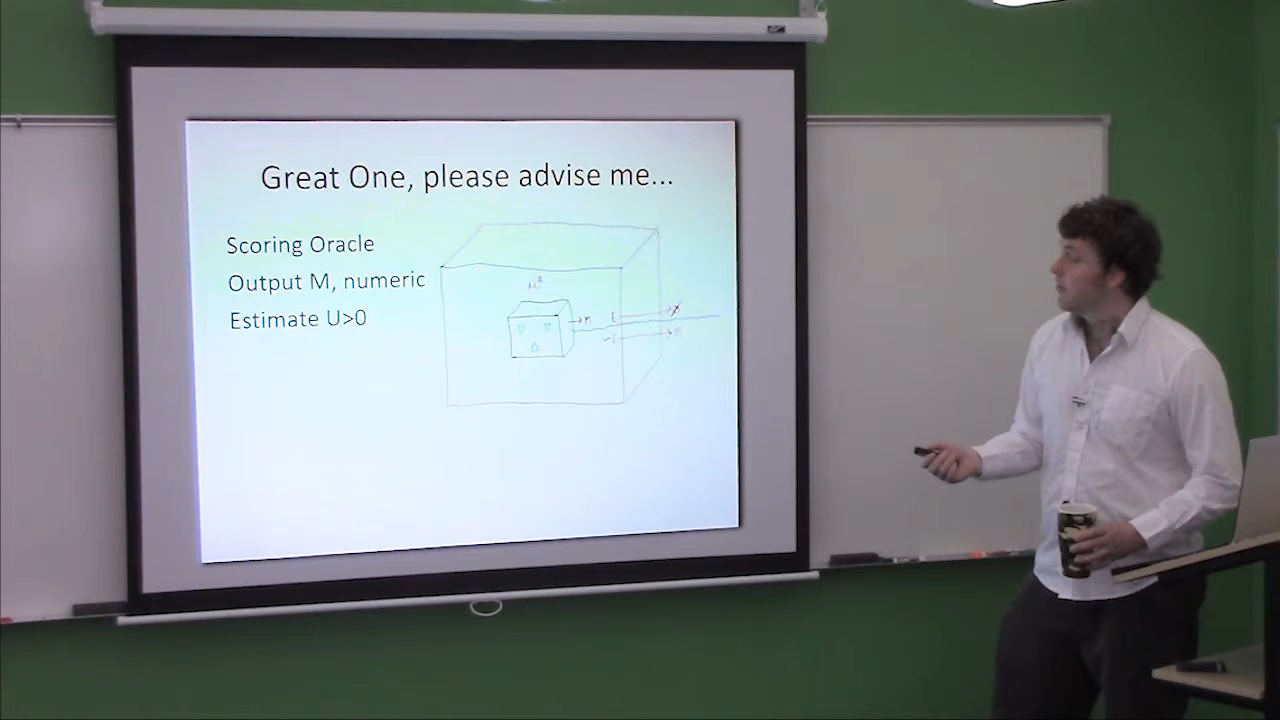 Great One, please advise me...
Scoring Oracle
Output M, numeric
Estimate U>0